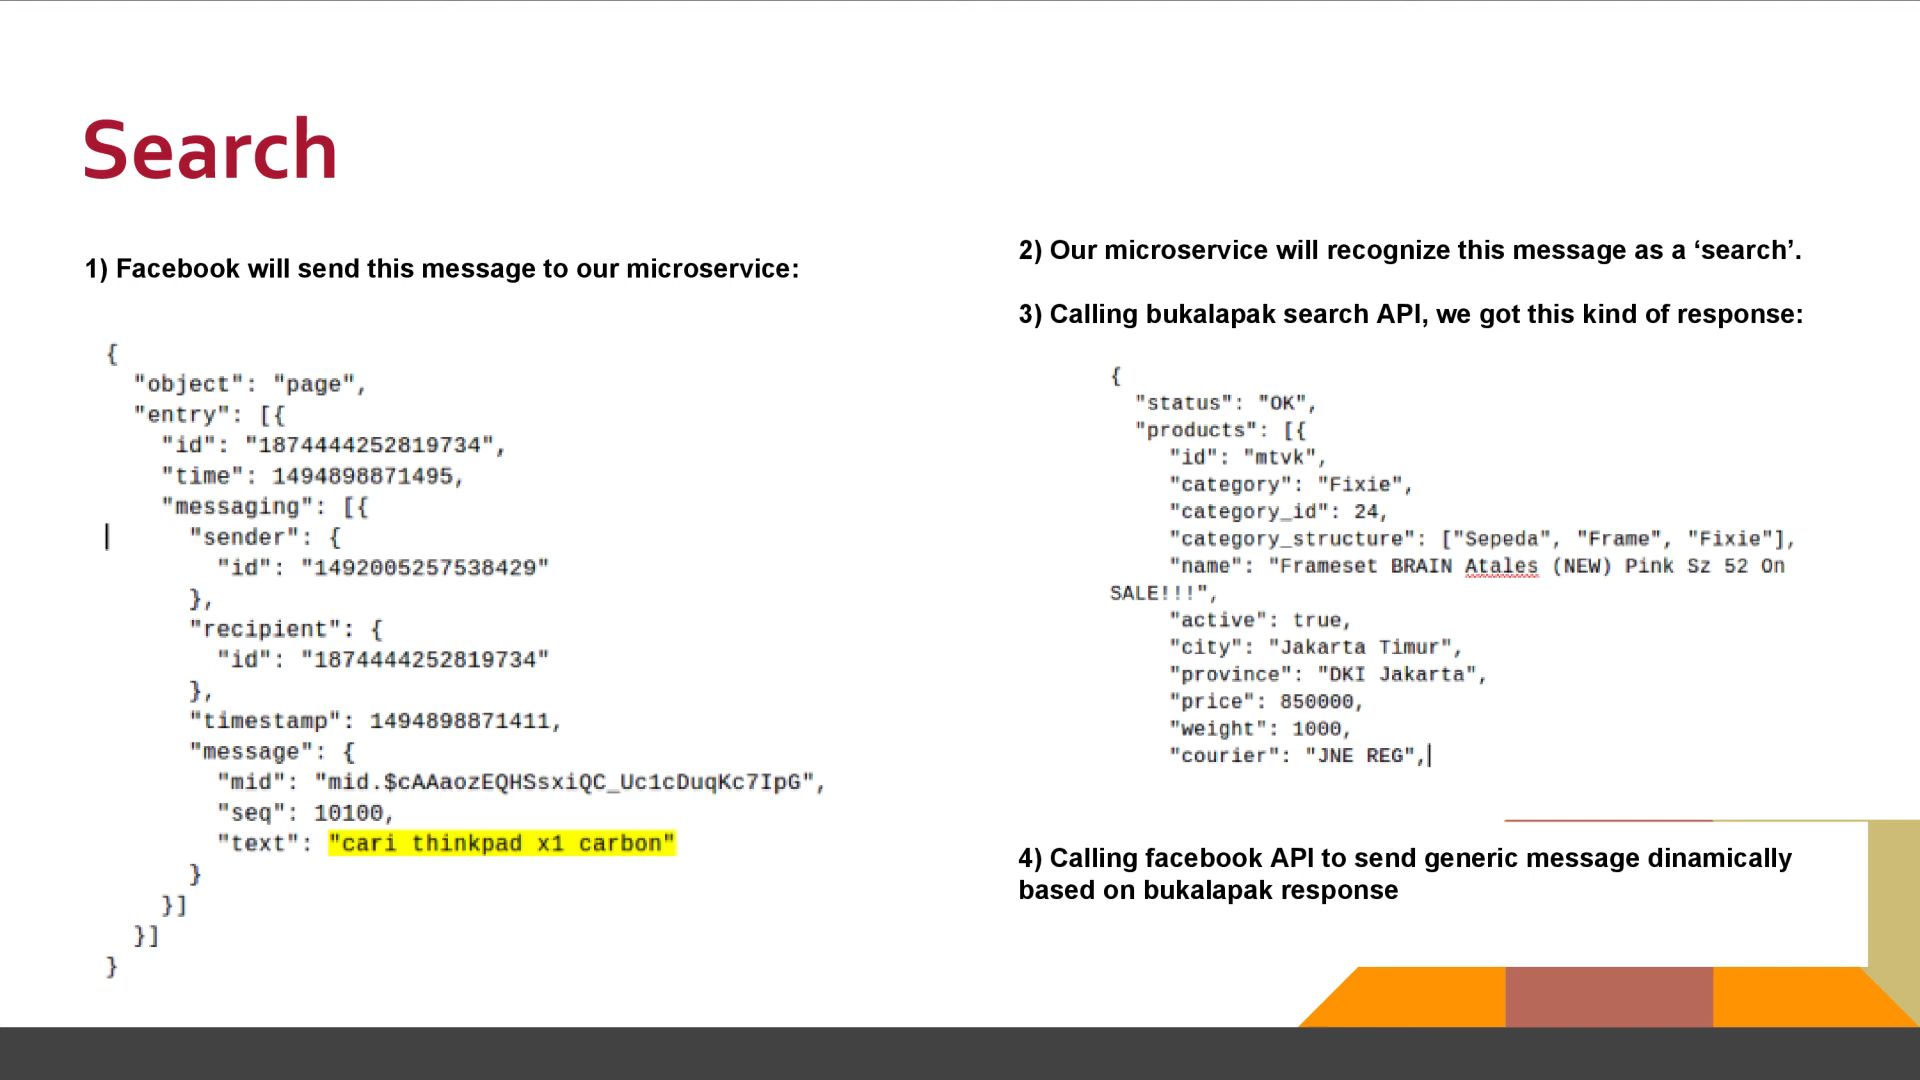 Search
1) Facebook will send this message to our microservice:
{
"object": "page",
"entry": [{
"id": "1874444252819734",
"time": 1494898871495,
"messaging": [{
"sender": {
"id": "1492005257538429"
},
"recipient": {
"id": "1874444252819734"
},
"timestamp": 1494898871411,
"message": {
"mid": "mid.$cAAaozEQHSsxiQC_Uc1cDuqKc7IpG",
"seq": 10100,
"text": "cari thinkpad x1 carbon"
}
}]
}]
}
2) Our microservice will recognize this message as a ‘search’.
3) Calling bukalapak search API, we got this kind of response:
{
"status": "OK",
"products": [{
"id": "mtvk",
"category": "Fixie",
"category_id": 24,
"category_structure": ["Sepeda", "Frame", "Fixie"],
"name": "Frameset BRAIN Atales (NEW) Pink Sz 52 On
SALE!!!",
"active": true,
"city": "Jakarta Timur",
"province": "DKI Jakarta",
"price": 850000,
"weight": 1000,
"courier": "JNE REG",
4) Calling facebook API to send generic message dinamically
based on bukalapak response